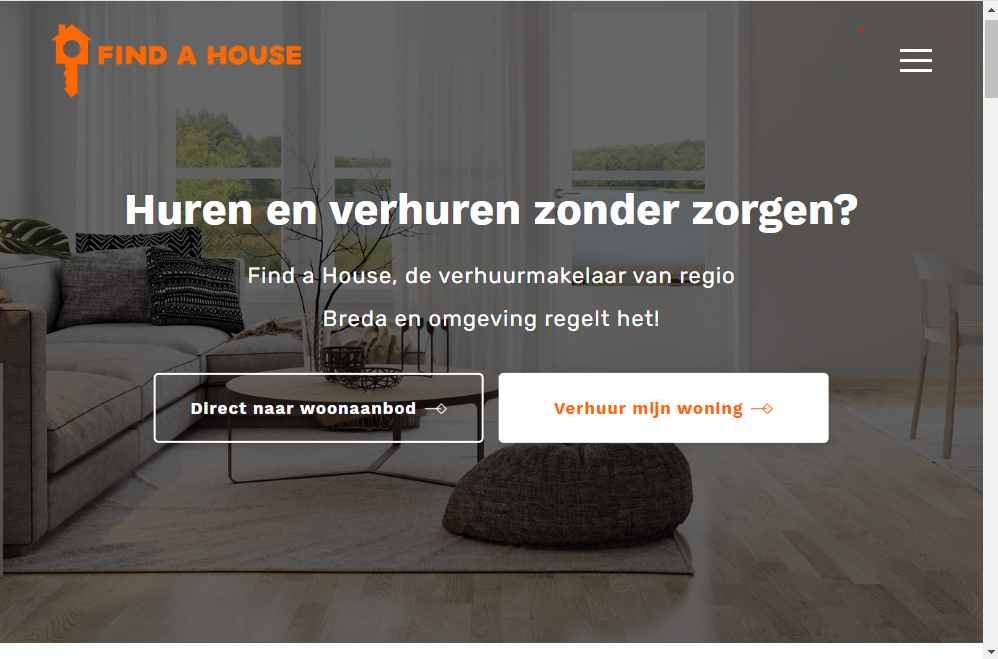 FIND A HOUSE
Huren en verhuren zonder zorgen?
Find a House, de verhuurmakelaar van regio
Breda en omgeving regelt het!
Direct naar woonaanbod
Verhuur mijn woning